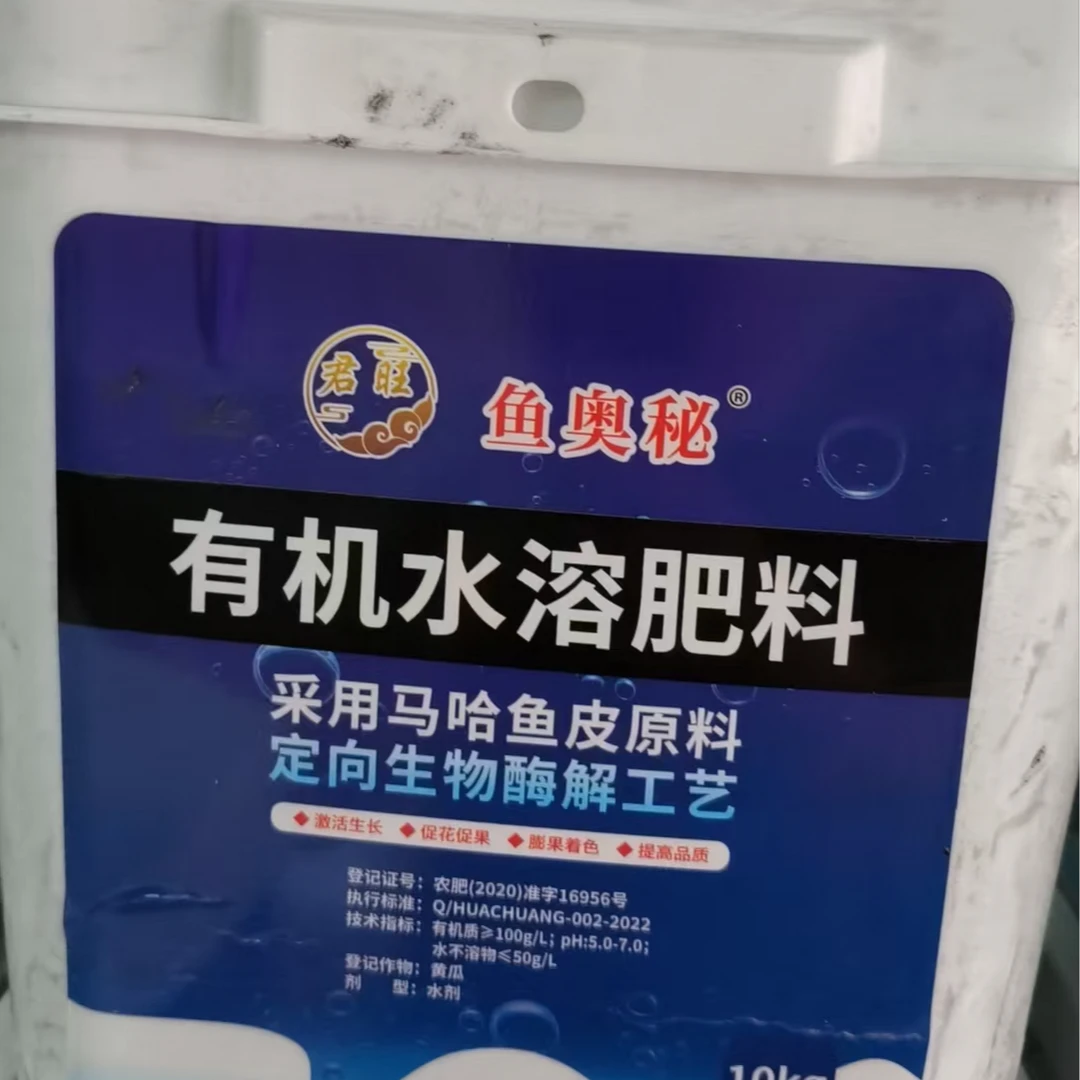 君旺
鱼奥秘®
有机水溶肥料
采用马哈鱼皮原料
定向生物酶解工艺
◆激活生长 ◆促花促果 ◆膨果着色 ◆提高品质
登记证号：农肥(2020)准字16956号
执行标准：Q/HUACHUANG-002-2022
技术指标：有机质≥100g/L；pH:5.0-7.0；
水不溶物≤50g/L
登记作物：黄瓜
剂 型：水剂
10kg